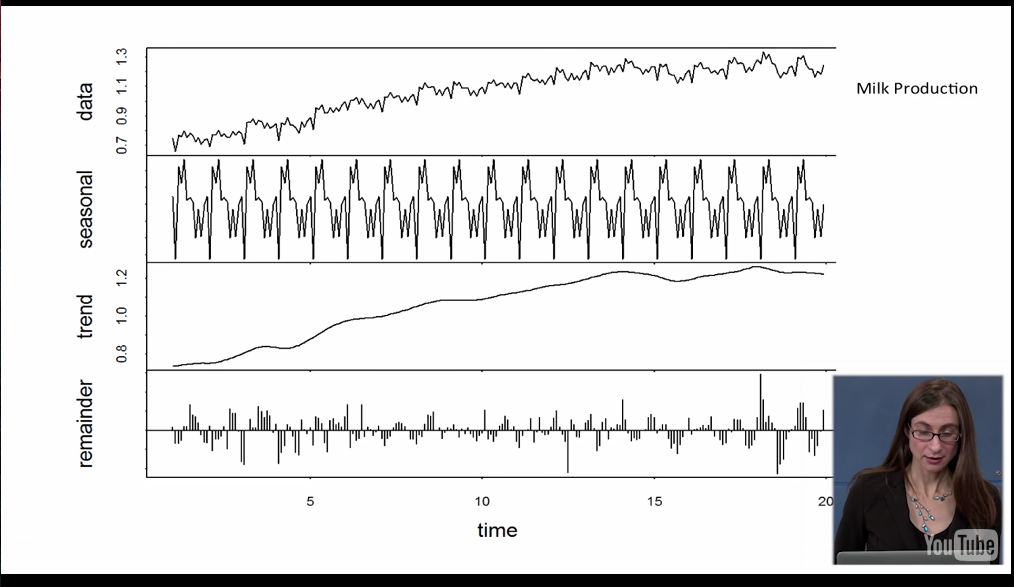 Milk Production
data
0.7 0.9 1.1 1.3
seasonal
trend
0.8 1.0 1.2
remainder
5 10 15 20
time
YouTube